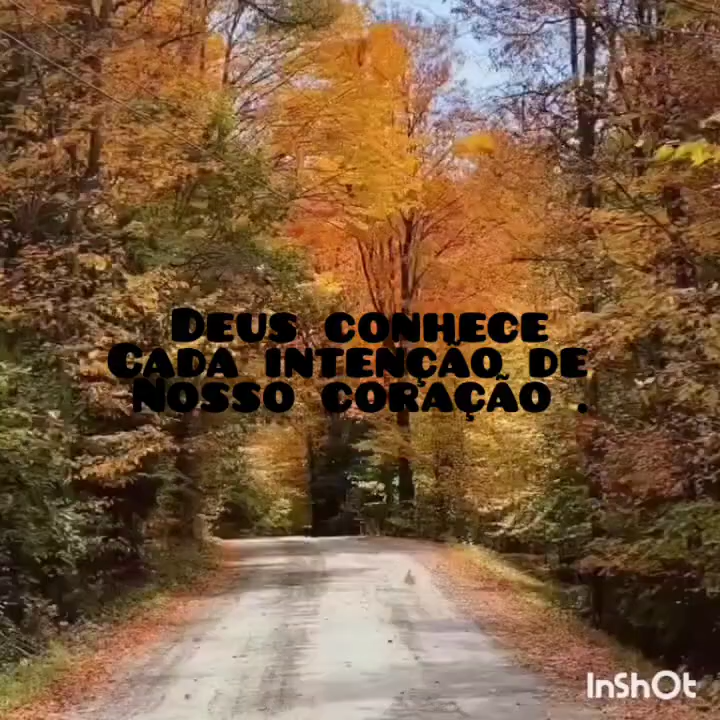 Deus conhece
Cada intenção de
Nosso coração .
InShOt